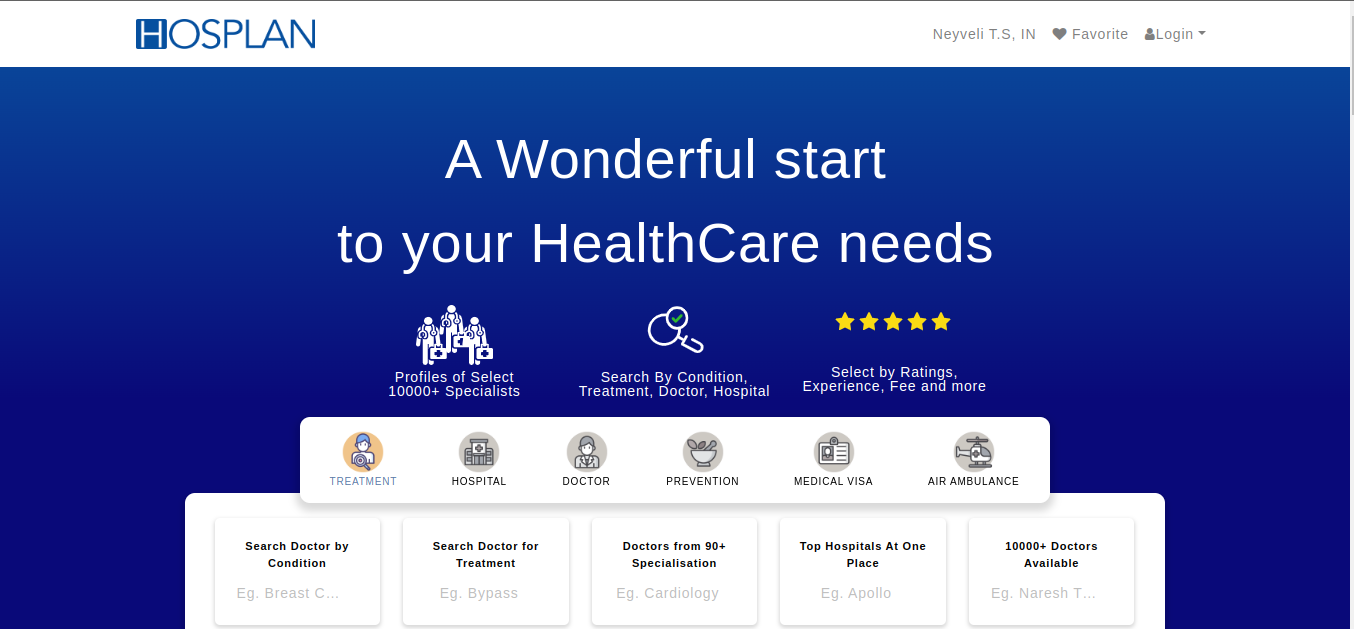 HOSPLAN
Neyveli T.S, IN
Favorite
Login
A Wonderful start
to your HealthCare needs
Profiles of Select
10000+ Specialists
Search By Condition,
Treatment, Doctor, Hospital
Select by Ratings,
Experience, Fee and more
TREATMENT
HOSPITAL
DOCTOR
PREVENTION
MEDICAL VISA
AIR AMBULANCE
Search Doctor by
Condition
Eg. Breast C...
Search Doctor for
Treatment
Eg. Bypass
Doctors from 90+
Specialisation
Eg. Cardiology
Top Hospitals At One
Place
Eg. Apollo
10000+ Doctors
Available
Eg. Naresh T...